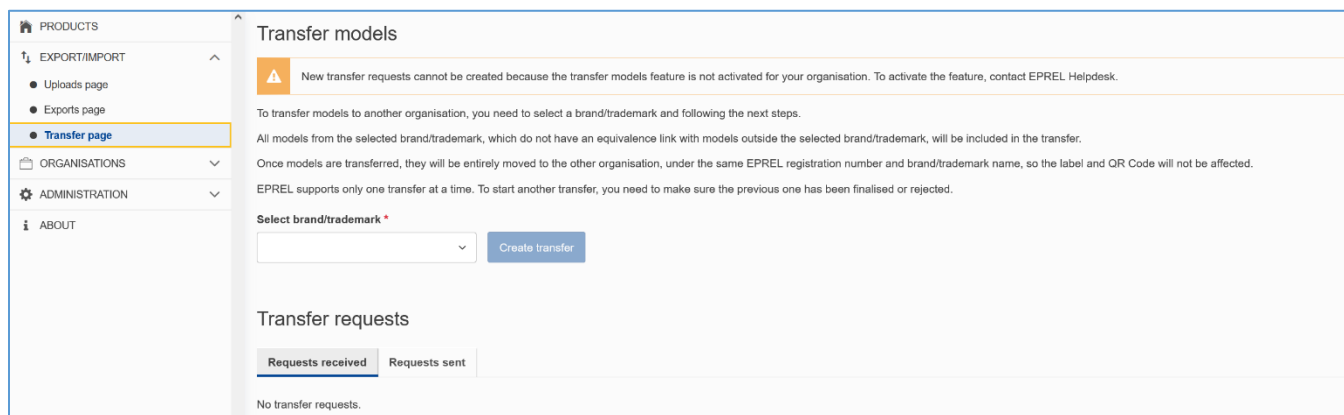 PRODUCTS
EXPORT/IMPORT
Uploads page
Exports page
Transfer page
ORGANISATIONS
ADMINISTRATION
ABOUT
Transfer models
New transfer requests cannot be created because the transfer models feature is not activated for your organisation. To activate the feature, contact EPREL Helpdesk.
To transfer models to another organisation, you need to select a brand/trademark and following the next steps.
All models from the selected brand/trademark, which do not have an equivalence link with models outside the selected brand/trademark, will be included in the transfer.
Once models are transferred, they will be entirely moved to the other organisation, under the same EPREL registration number and brand/trademark name, so the label and QR Code will not be affected.
EPREL supports only one transfer at a time. To start another transfer, you need to make sure the previous one has been finalised or rejected.
Select brand/trademark *
Create transfer
Transfer requests
Requests received Requests sent
No transfer requests.